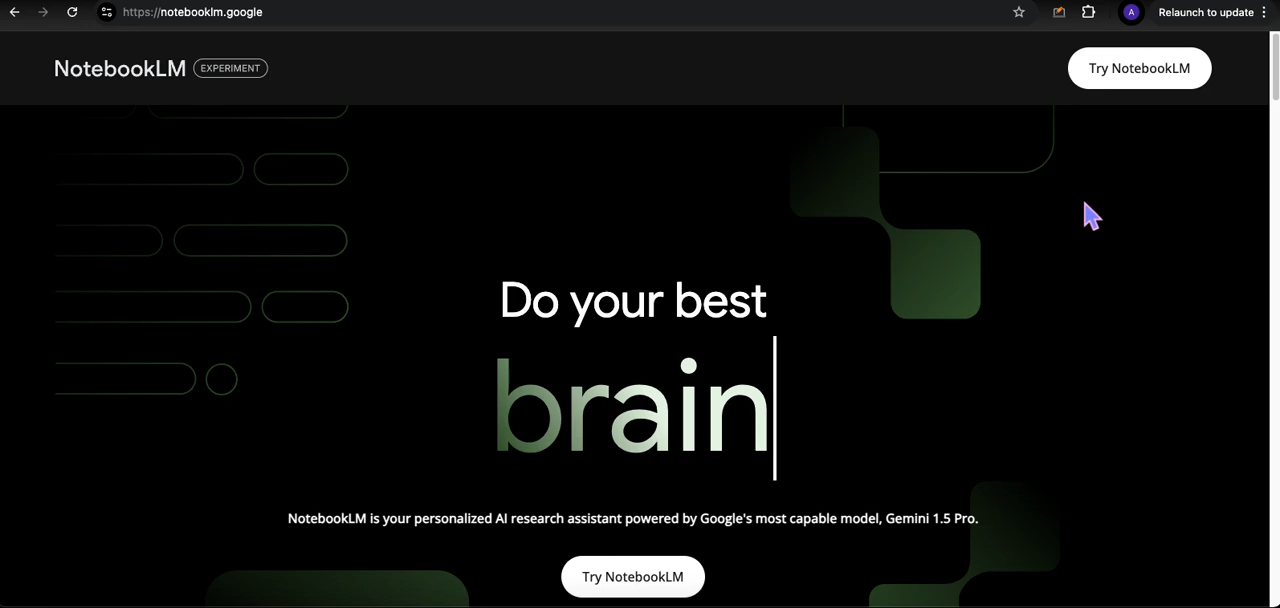 https://notebooklm.google
A
Relaunch to update
NotebookLM
EXPERIMENT
Try NotebookLM
Do your best
brain
NotebookLM is your personalized AI research assistant powered by Google's most capable model, Gemini 1.5 Pro.
Try NotebookLM